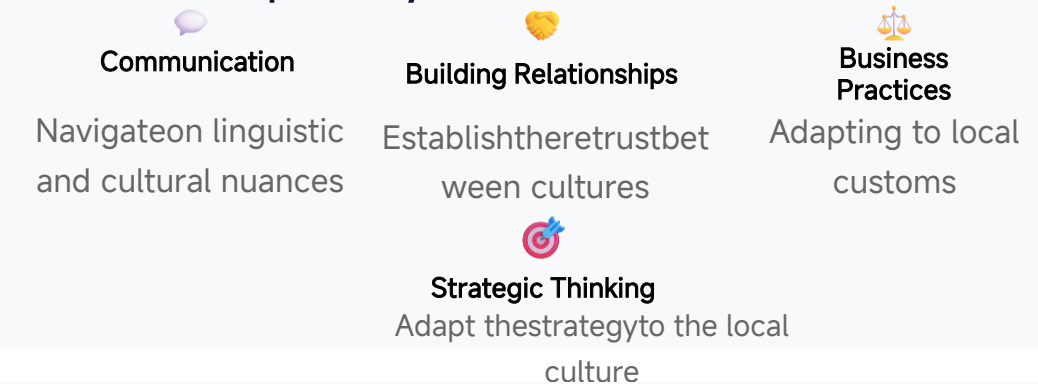 Communication
Navigateon linguistic
and cultural nuances
Building Relationships
Establishtheretrustbet
ween cultures
Business
Practices
Adapting to local
customs
Strategic Thinking
Adapt thestrategyto the local
culture